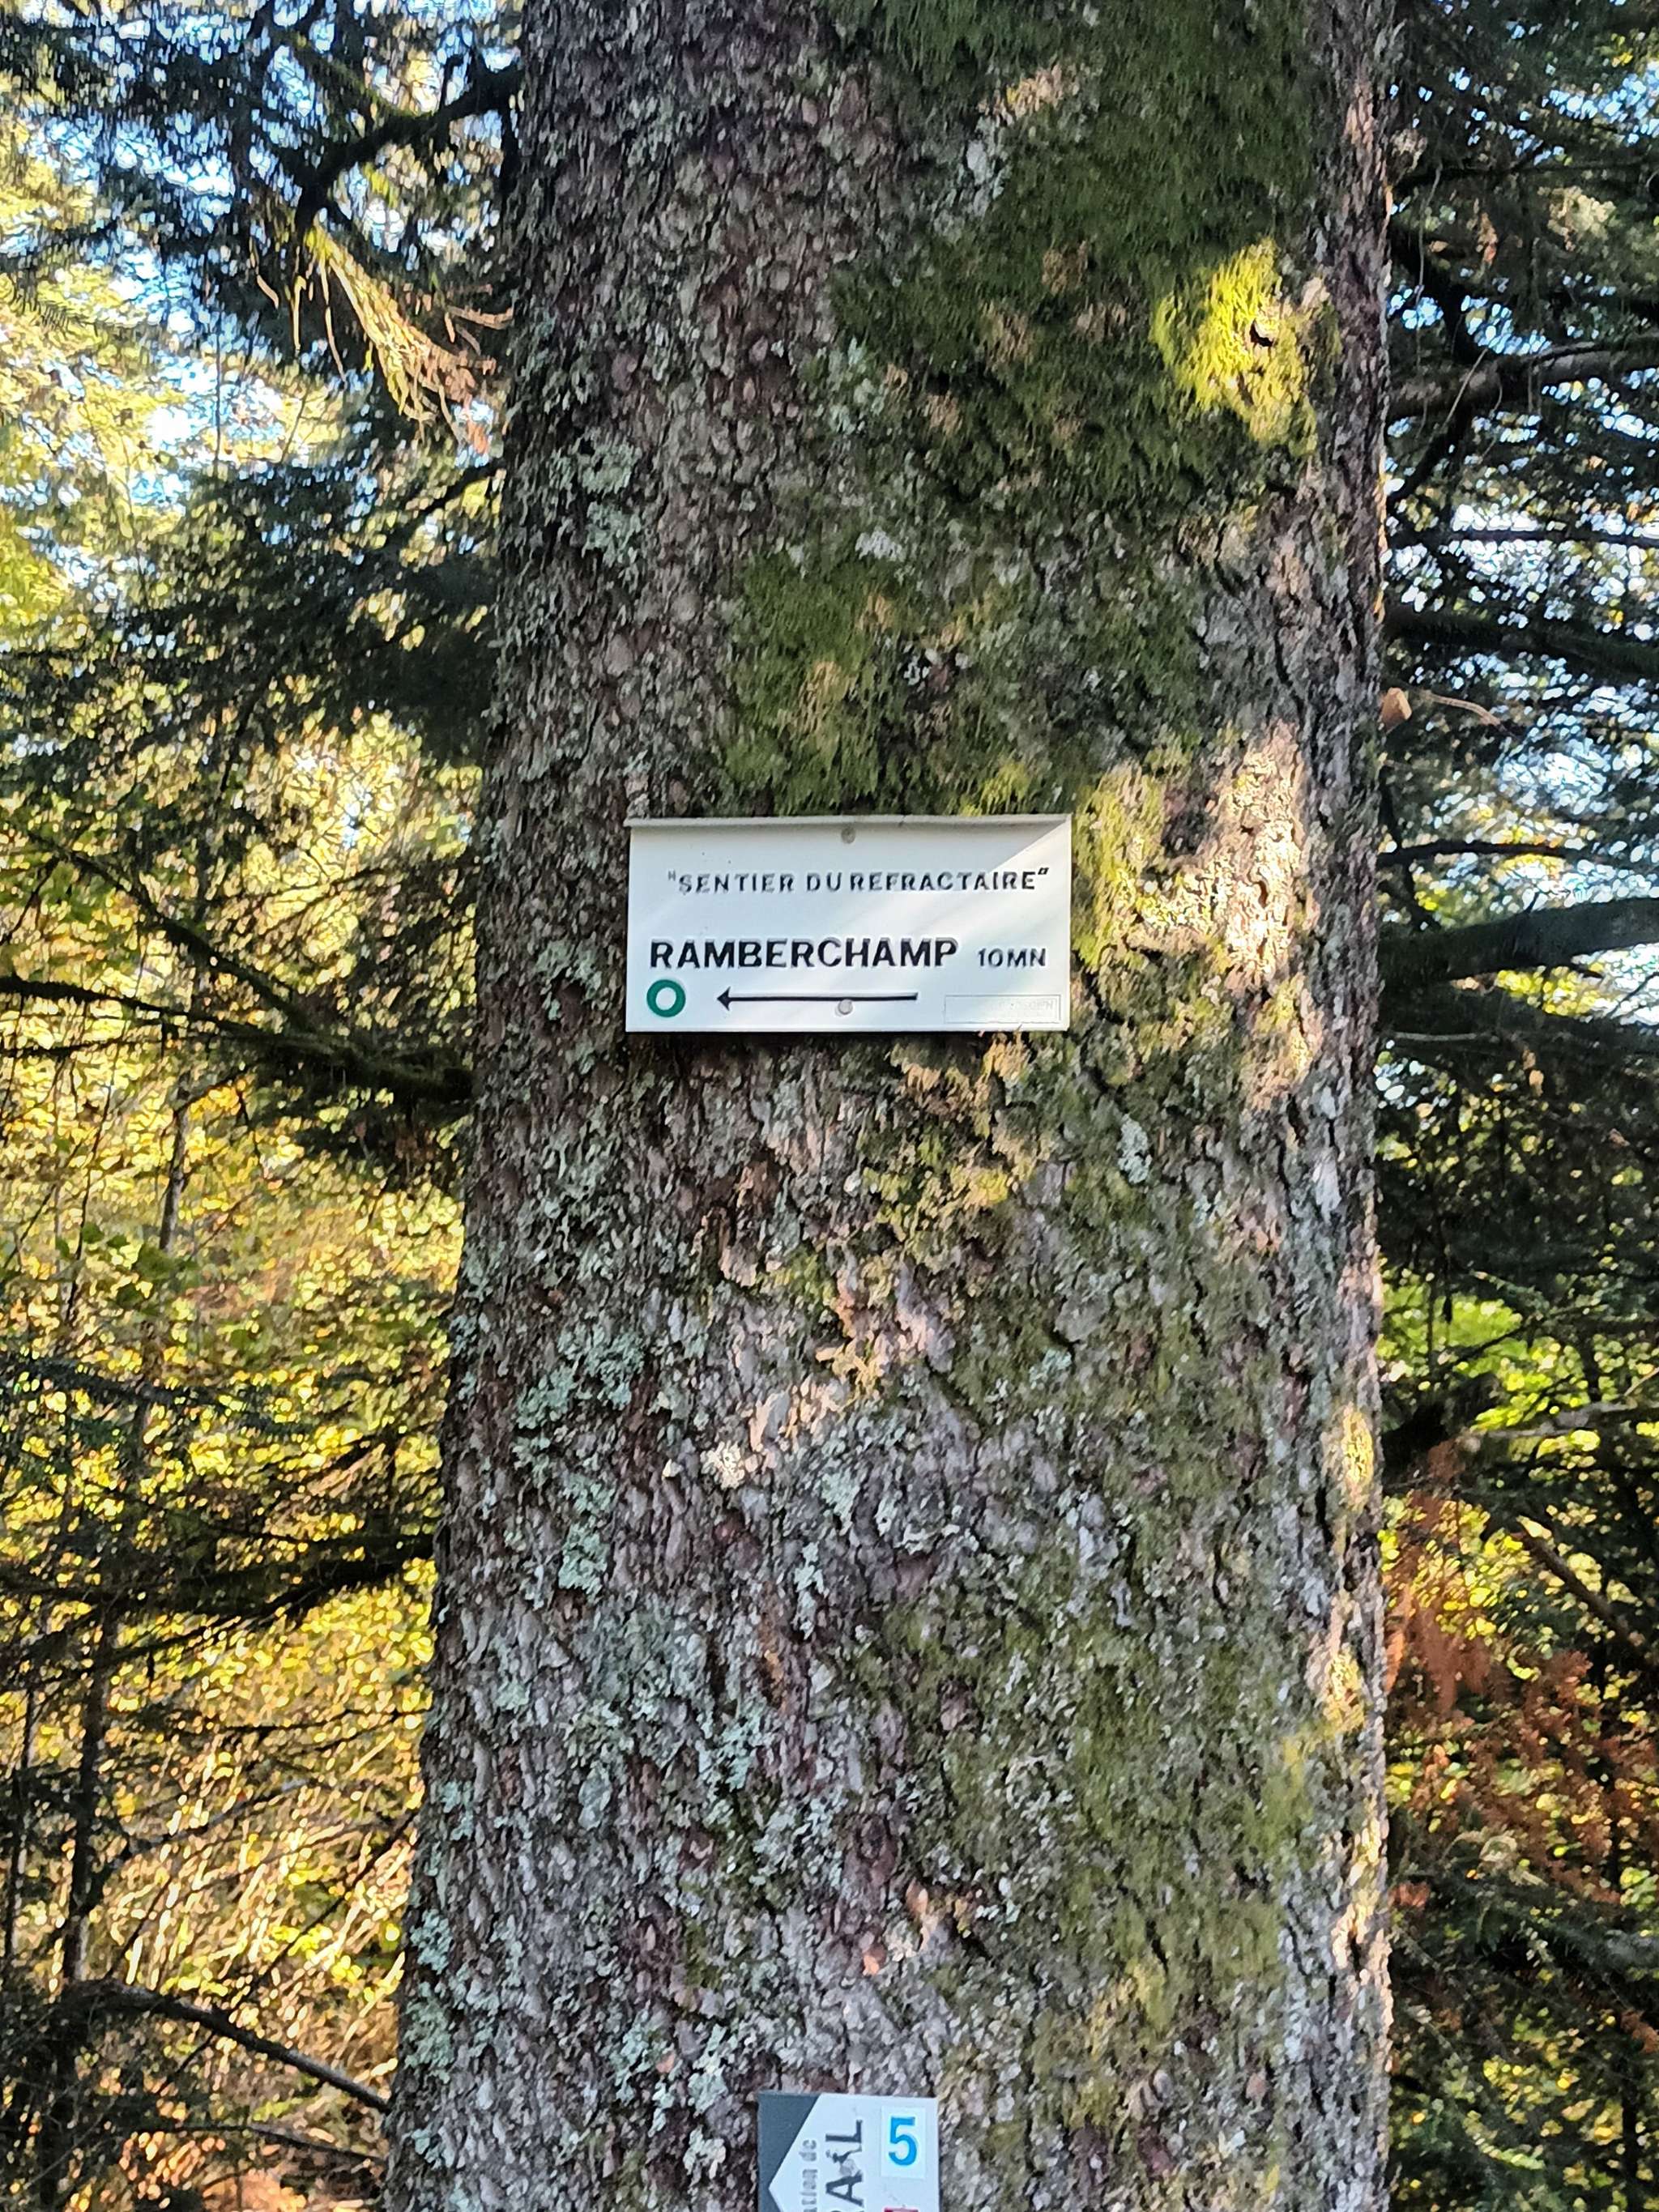 "SENTIER DU REFRACTAIRE"
RAMBERCHAMP 10MN
5